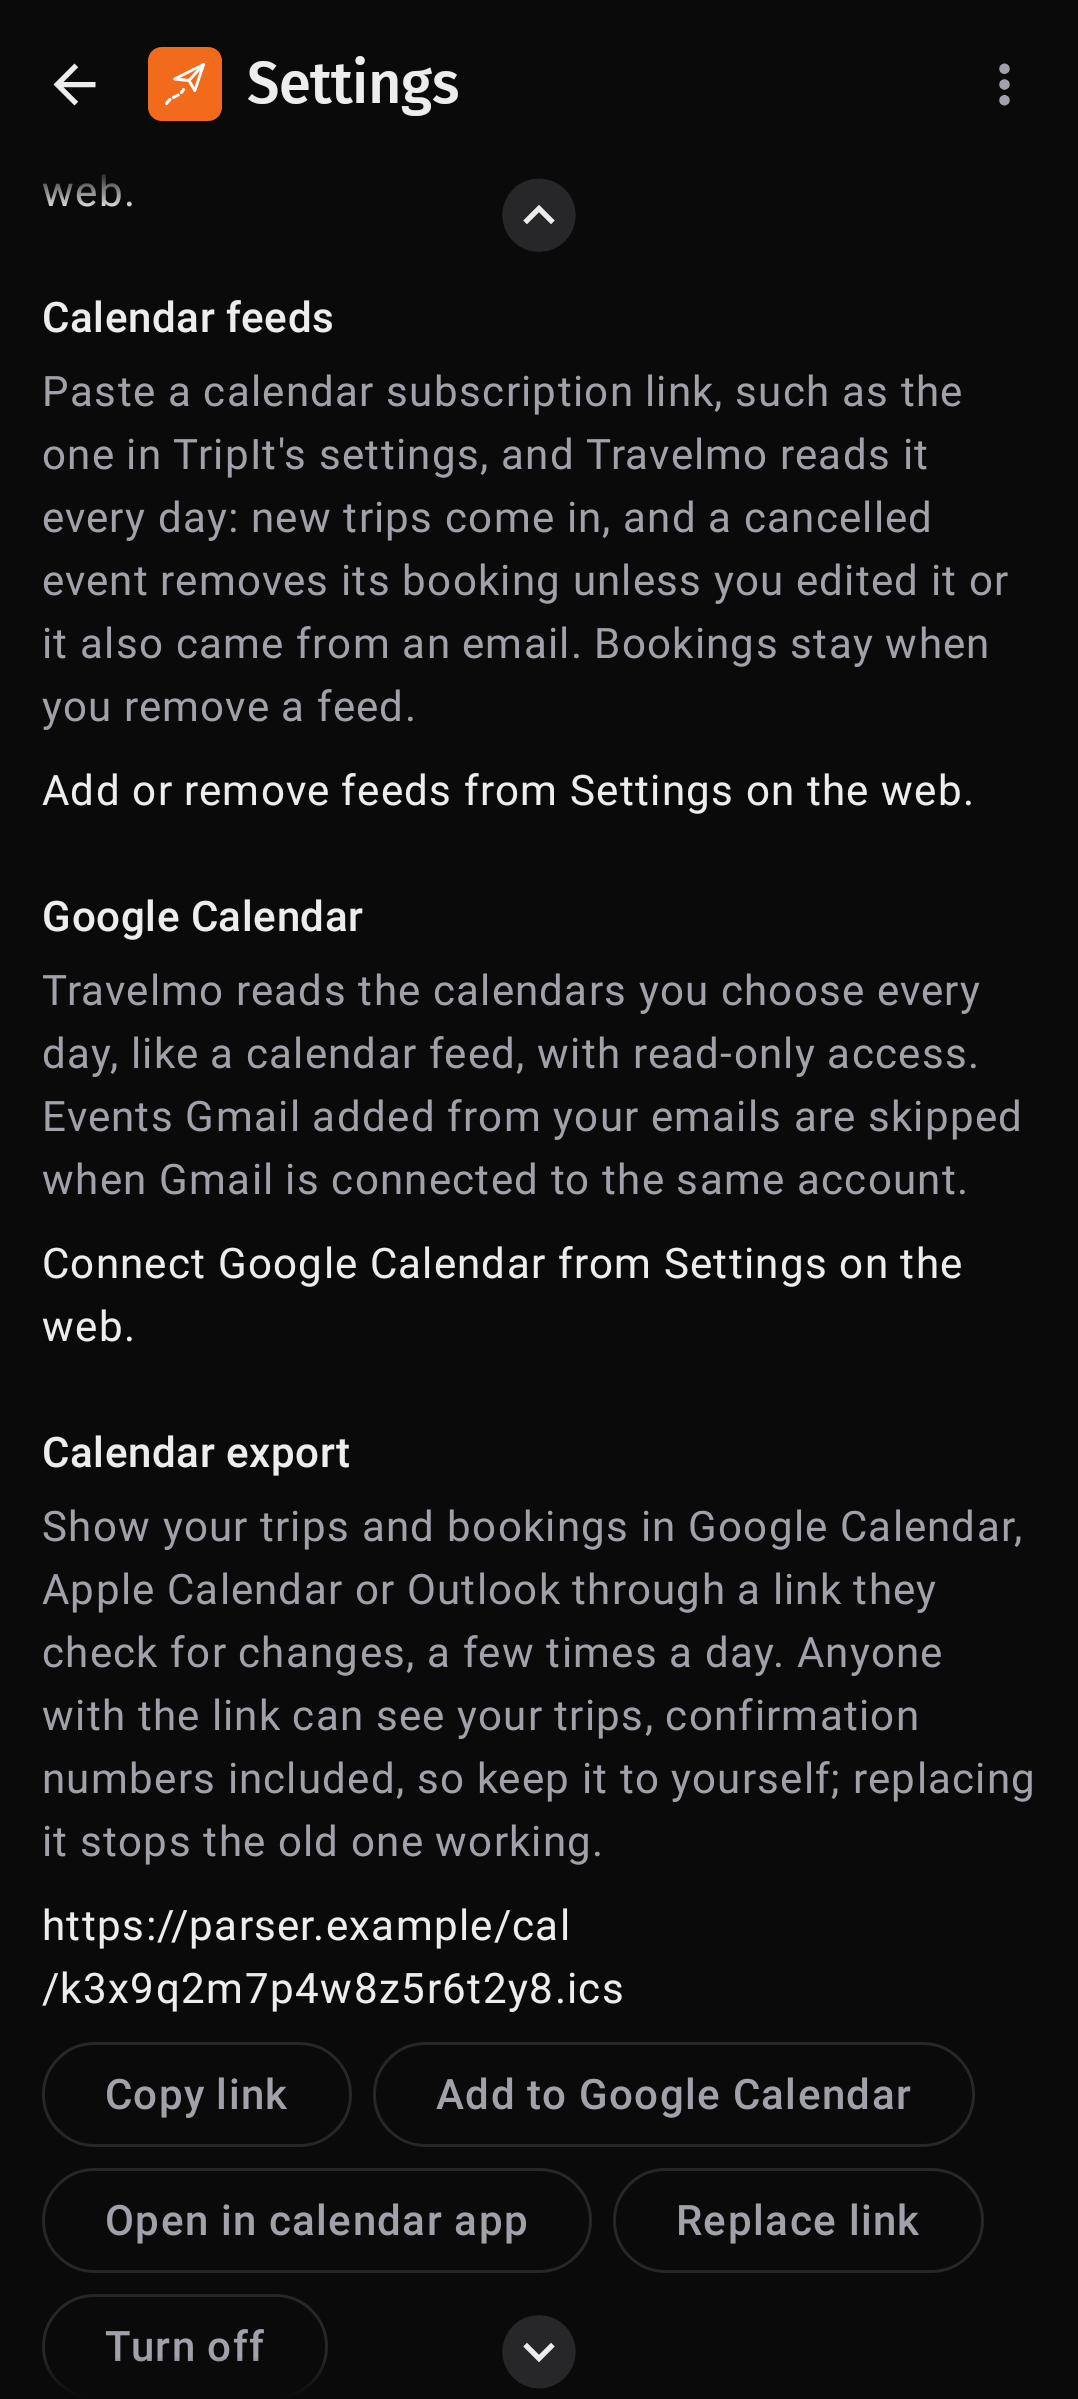 Settings
web.
Calendar feeds
Paste a calendar subscription link, such as the
one in TripIt's settings, and Travelmo reads it
every day: new trips come in, and a cancelled
event removes its booking unless you edited it or
it also came from an email. Bookings stay when
you remove a feed.
Add or remove feeds from Settings on the web.
Google Calendar
Travelmo reads the calendars you choose every
day, like a calendar feed, with read-only access.
Events Gmail added from your emails are skipped
when Gmail is connected to the same account.
Connect Google Calendar from Settings on the
web.
Calendar export
Show your trips and bookings in Google Calendar,
Apple Calendar or Outlook through a link they
check for changes, a few times a day. Anyone
with the link can see your trips, confirmation
numbers included, so keep it to yourself; replacing
it stops the old one working.
https://parser.example/cal
/k3x9q2m7p4w8z5r6t2y8.ics
Copy link
Add to Google Calendar
Open in calendar app
Replace link
Turn off